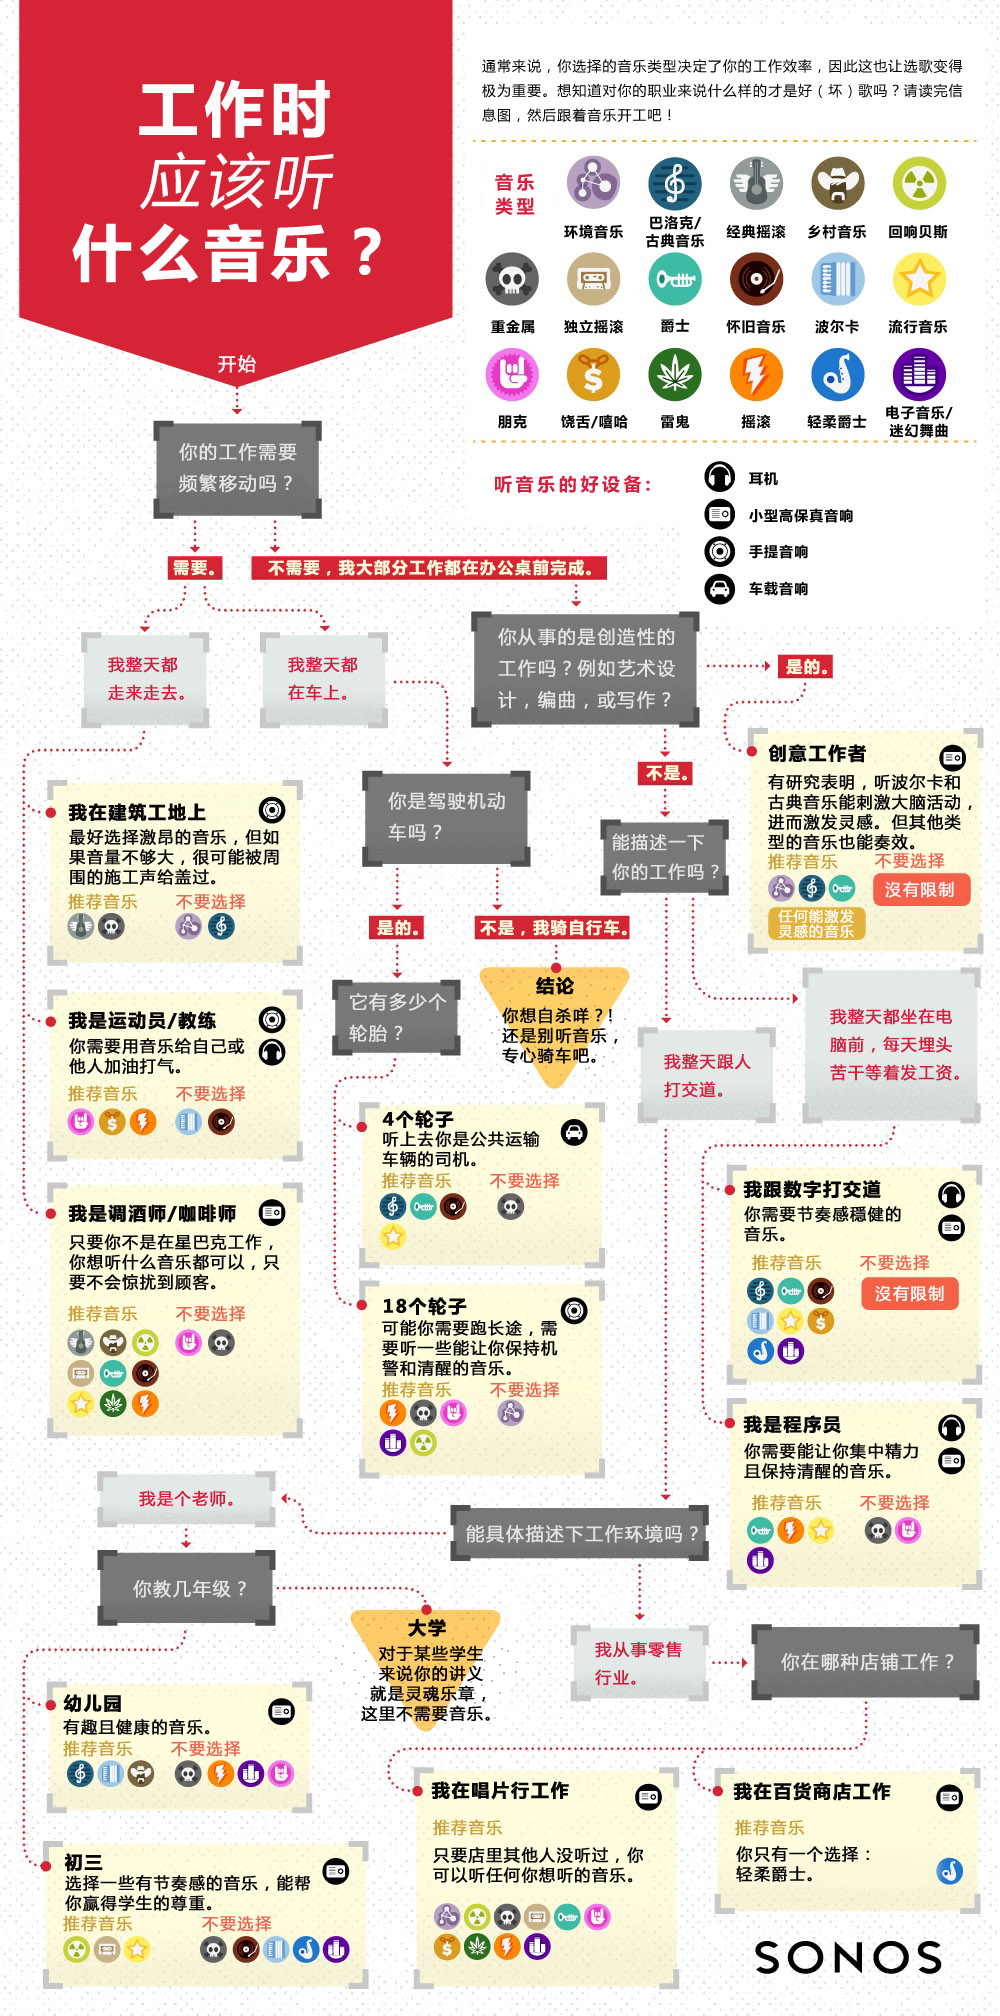 工作时
应该听
什么音乐？
开始
通常来说，你选择的音乐类型决定了你的工作效率，因此这也让选歌变得
极为重要。想知道对你的职业来说什么样的才是好（坏）歌吗？请读完信
息图，然后跟着音乐开工吧！
音乐
类型
环境音乐
巴洛克/
古典音乐
经典摇滚
乡村音乐
回响贝斯
重金属
独立摇滚
爵士
怀旧音乐
波尔卡
流行音乐
朋克
饶舌/嘻哈
雷鬼
摇滚
轻柔爵士
电子音乐/
迷幻舞曲
听音乐的好设备：
耳机
小型高保真音响
手提音响
车载音响
你的工作需要
频繁移动吗？
需要。
不需要，我大部分工作都在办公桌前完成。
我整天都
走来走去。
我整天都
在车上。
你从事的是创造性的
工作吗？例如艺术设
计，编曲，或写作？
是的。
不是。
创意工作者
有研究表明，听波尔卡和
古典音乐能刺激大脑活动，
进而激发灵感。但其他类
型的音乐也能奏效。
推荐音乐
不要选择
沒有限制
任何能激发
灵感的音乐
我在建筑工地上
最好选择激昂的音乐，但如
果音量不够大，很可能被周
围的施工声给盖过。
推荐音乐
不要选择
你是驾驶机动
车吗？
能描述一下
你的工作吗？
是的。
不是，我骑自行车。
它有多少个
轮胎？
结论
你想自杀咩？！
还是别听音乐，
专心骑车吧。
我整天跟人
打交道。
我整天都坐在电
脑前，每天埋头
苦干等着发工资。
我是运动员/教练
你需要用音乐给自己或
他人加油打气。
推荐音乐
不要选择
4个轮子
听上去你是公共运输
车辆的司机。
推荐音乐
不要选择
我是调酒师/咖啡师
只要你不是在星巴克工作，
你想听什么音乐都可以，只
要不会惊扰到顾客。
推荐音乐
不要选择
18个轮子
可能你需要跑长途，需
要听一些能让你保持机
警和清醒的音乐。
推荐音乐
不要选择
我跟数字打交道
你需要节奏感穩健的
音乐。
推荐音乐
不要选择
沒有限制
我是程序员
你需要能让你集中精力
且保持清醒的音乐。
推荐音乐
不要选择
我是个老师。
能具体描述下工作环境吗？
你教几年级？
大学
对于某些学生
来说你的讲义
就是灵魂乐章，
这里不需要音乐。
我从事零售
行业。
你在哪种店铺工作？
幼儿园
有趣且健康的音乐。
推荐音乐
不要选择
初三
选择一些有节奏感的音乐，能帮
你赢得学生的尊重。
推荐音乐
不要选择
我在唱片行工作
推荐音乐
只要店里其他人没听过，你
可以听任何你想听的音乐。
我在百货商店工作
推荐音乐
你只有一个选择：
轻柔爵士。
SONOS